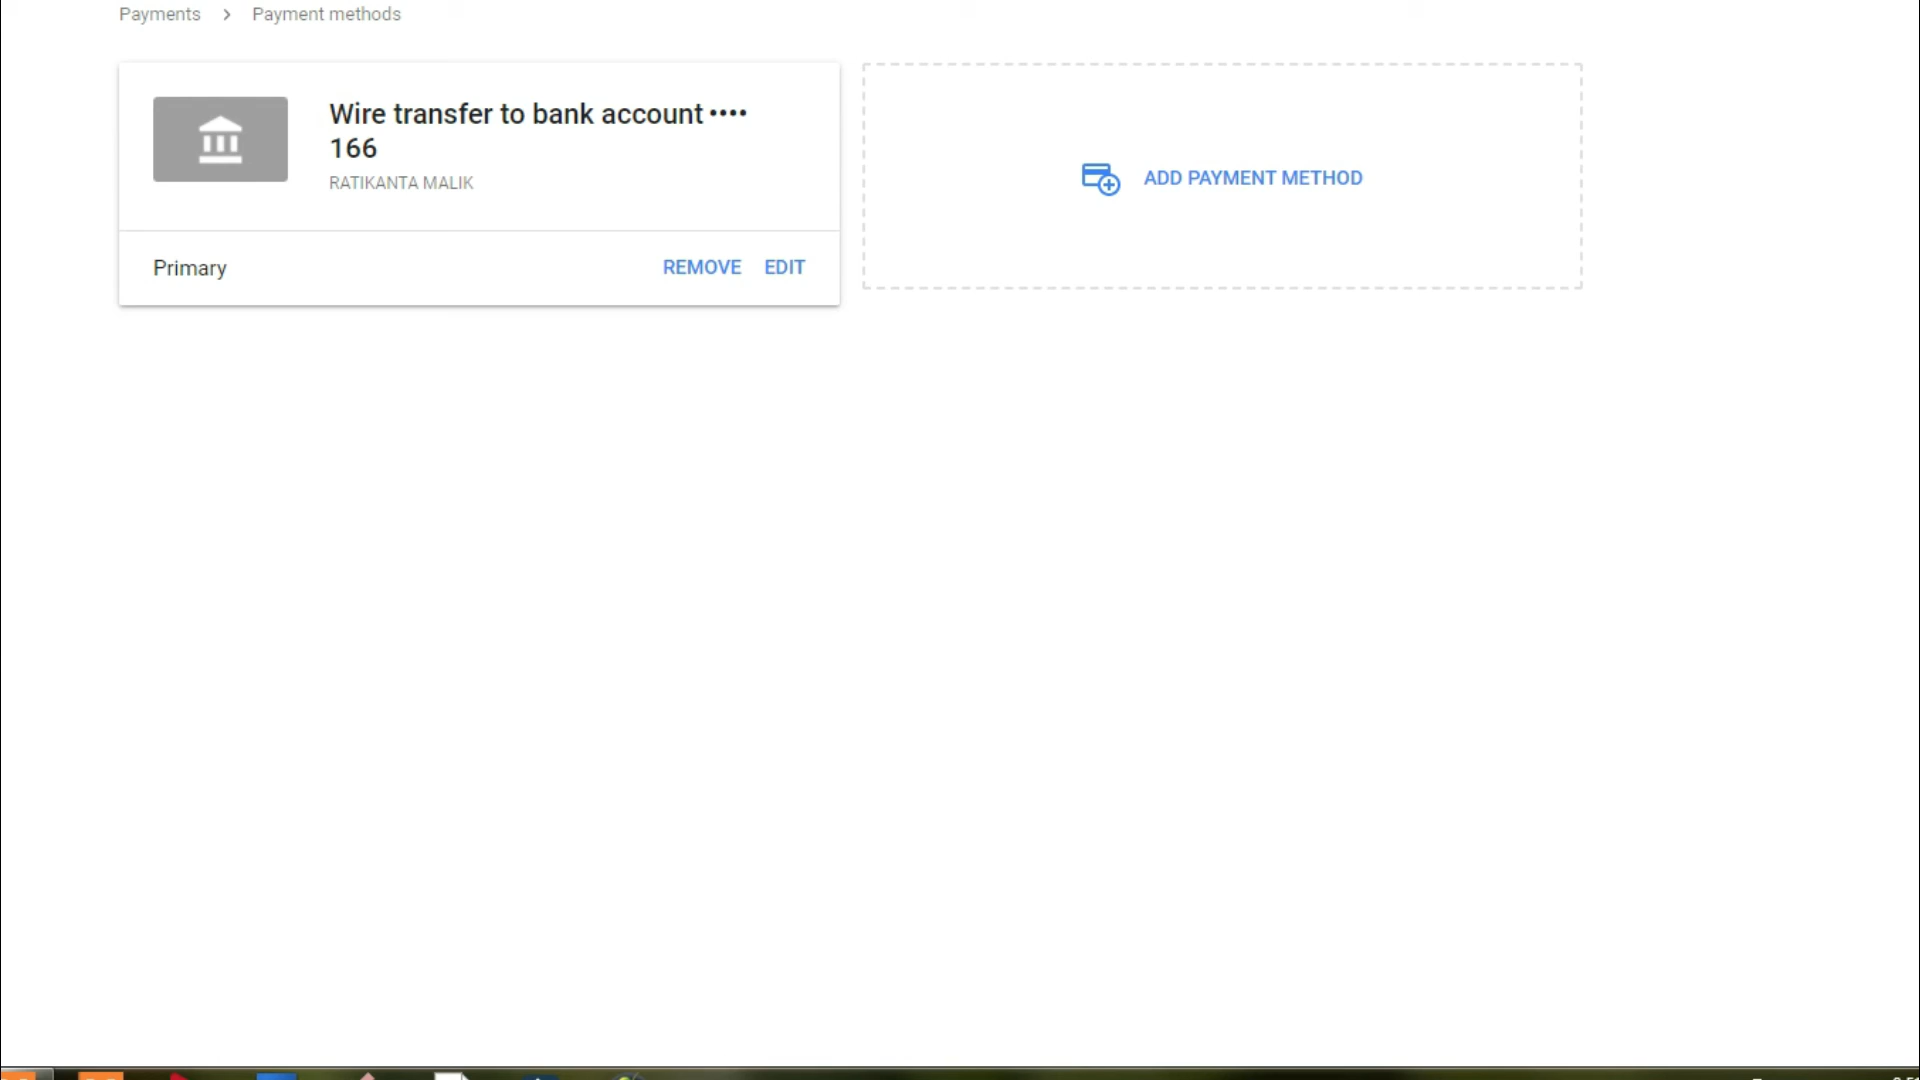 Payments > Payment methods
Wire transfer to bank account ••••
166
RATIKANTA MALIK
ADD PAYMENT METHOD
Primary
REMOVE EDIT